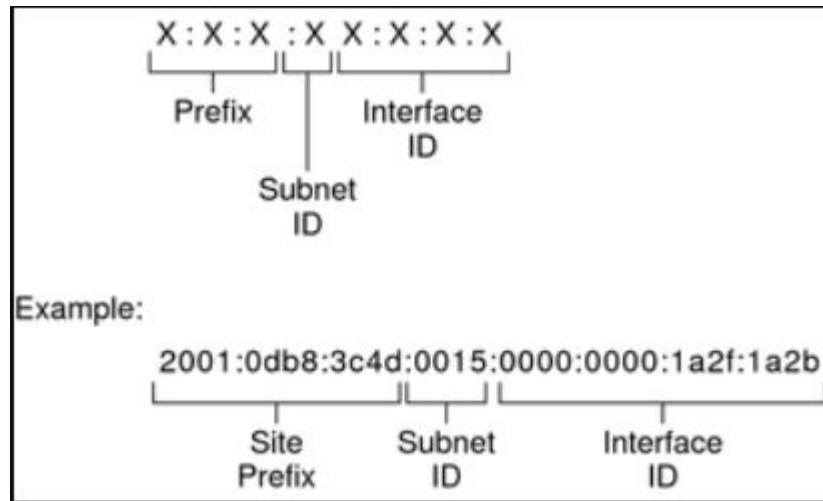 X:X:X :X X:X:X:X
Prefix
Interface
ID
Subnet
ID
Example:
2001:0db8:3c4d:0015:0000:0000:1a2f:1a2b
Site
Prefix
Subnet
ID
Interface
ID